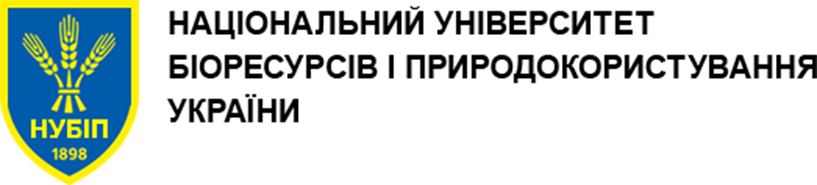 НУБІП
1898
НАЦІОНАЛЬНИЙ УНІВЕРСИТЕТ
БІОРЕСУРСІВ І ПРИРОДОКОРИСТУВАННЯ
УКРАЇНИ